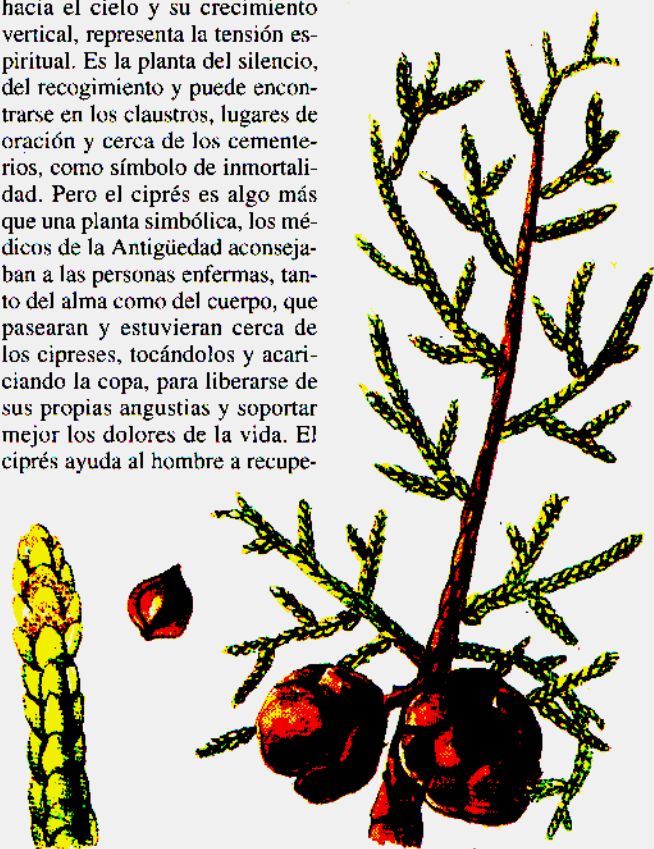 hacia el cielo y su crecimiento
vertical, representa la tensión es-
piritual. Es la planta del silencio,
del recogimiento y puede encon-
trarse en los claustros, lugares de
oración y cerca de los cemente-
rios, como símbolo de inmortali-
dad. Pero el ciprés es algo más
que una planta simbólica, los mé-
dicos de la Antigüedad aconseja-
ban a las personas enfermas, tan-
to del alma como del cuerpo, que
pasearan y estuvieran cerca de
los cipreses, tocándolos y acari-
ciando la copa, para liberarse de
sus propias angustias y soportar
mejor los dolores de la vida. El
ciprés ayuda al hombre a recupe-